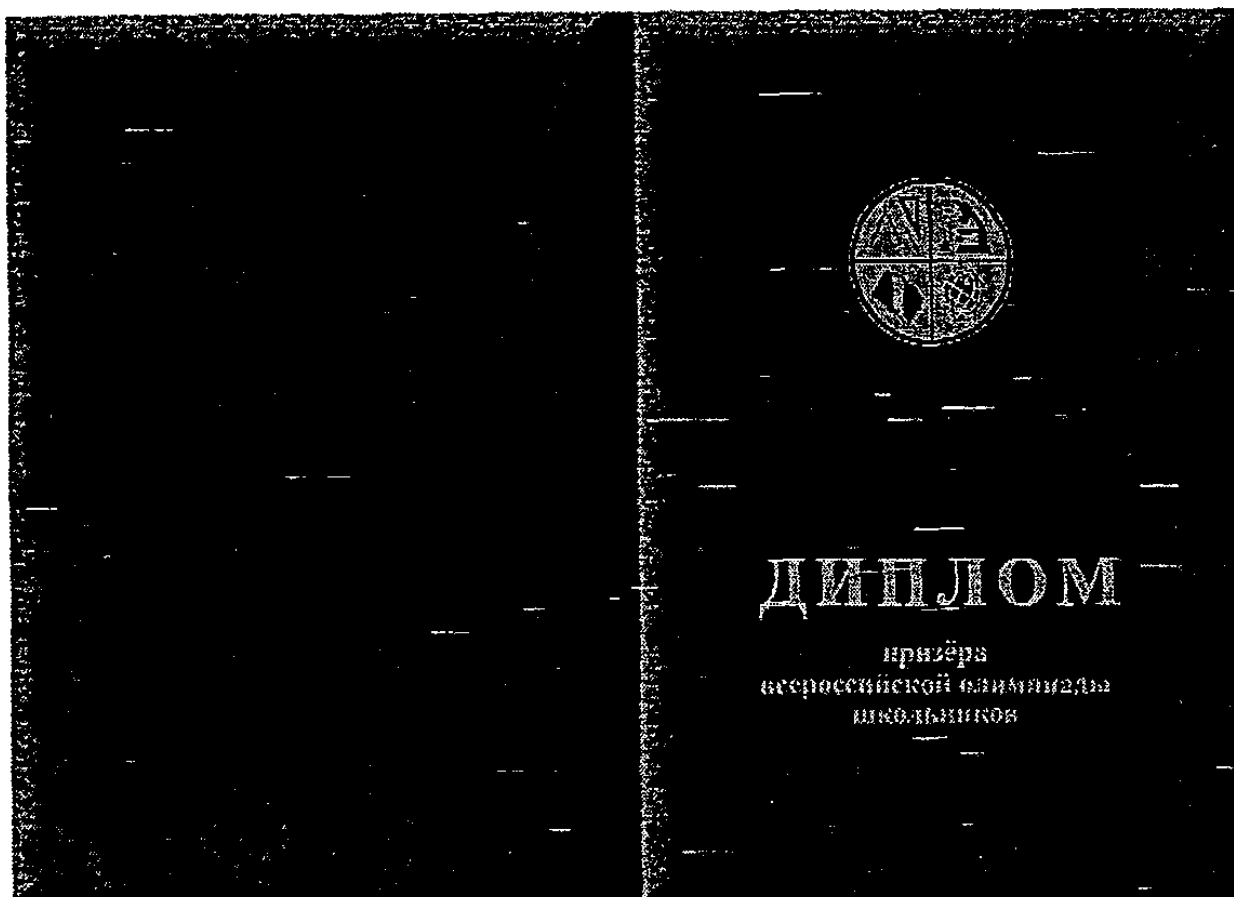 ДИПЛОМ
призёра
всероссийской олимпиады
школьников